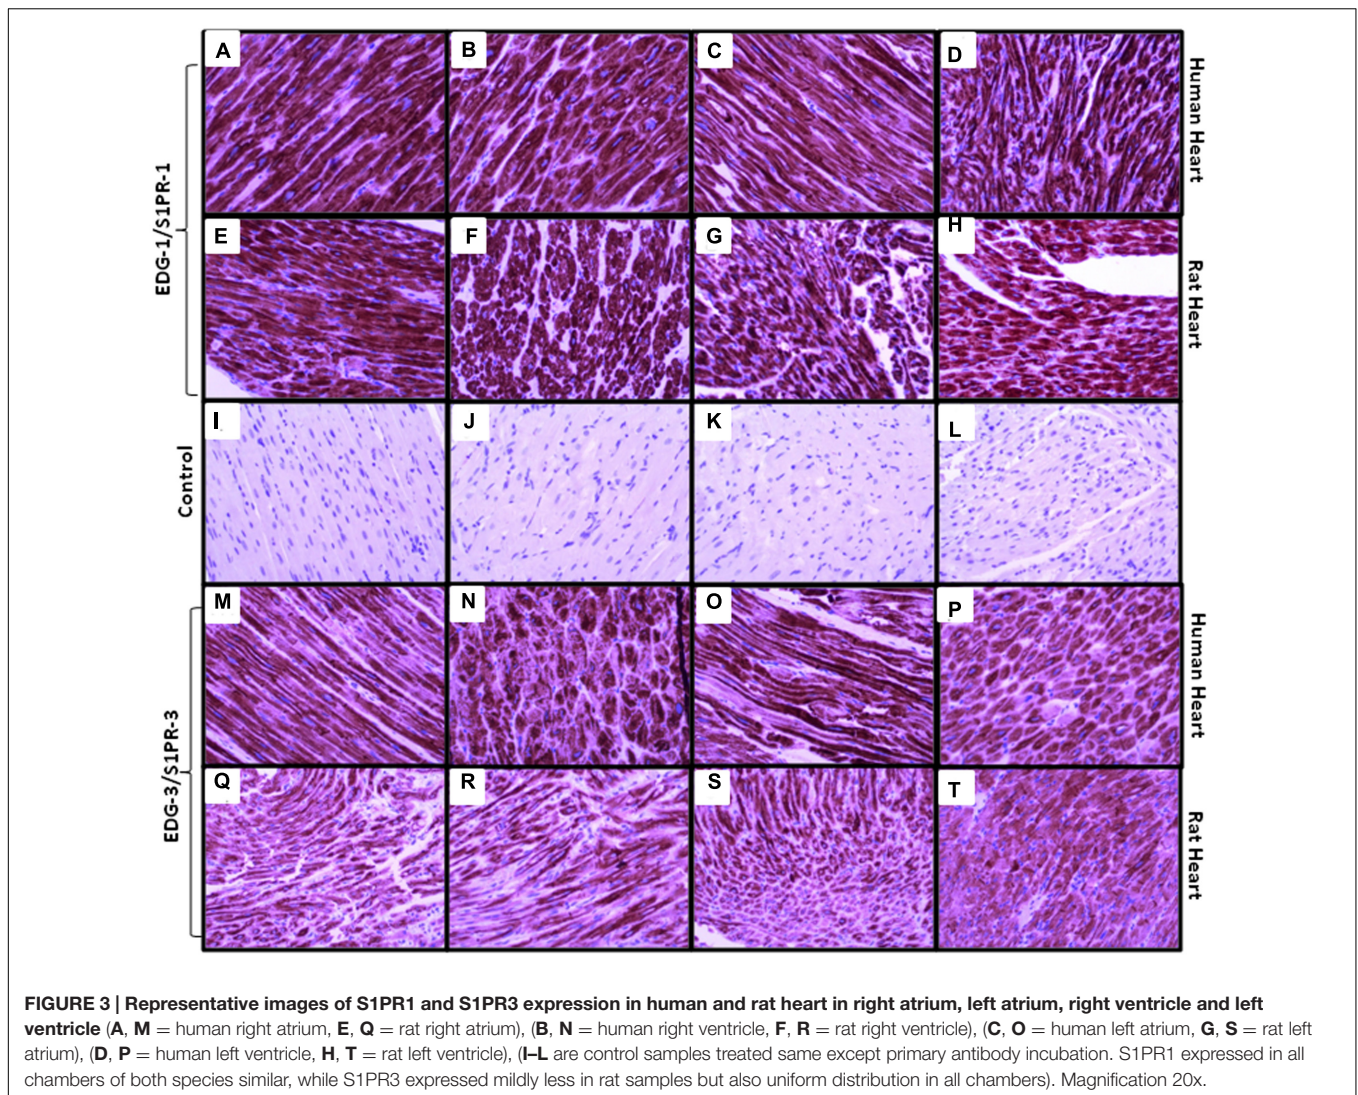 A B C D
Human Heart
EDG-1/S1PR-1
E F G H
Rat Heart
I J K L
Control
M N O P
Human Heart
EDG-3/S1PR-3
Q R S T
Rat Heart
FIGURE 3 | Representative images of S1PR1 and S1PR3 expression in human and rat heart in right atrium, left atrium, right ventricle and left
ventricle (A, M = human right atrium, E, Q = rat right atrium), (B, N = human right ventricle, F, R = rat right ventricle), (C, O = human left atrium, G, S = rat left
atrium), (D, P = human left ventricle, H, T = rat left ventricle), (I–L are control samples treated same except primary antibody incubation. S1PR1 expressed in all
chambers of both species similar, while S1PR3 expressed mildly less in rat samples but also uniform distribution in all chambers). Magnification 20x.